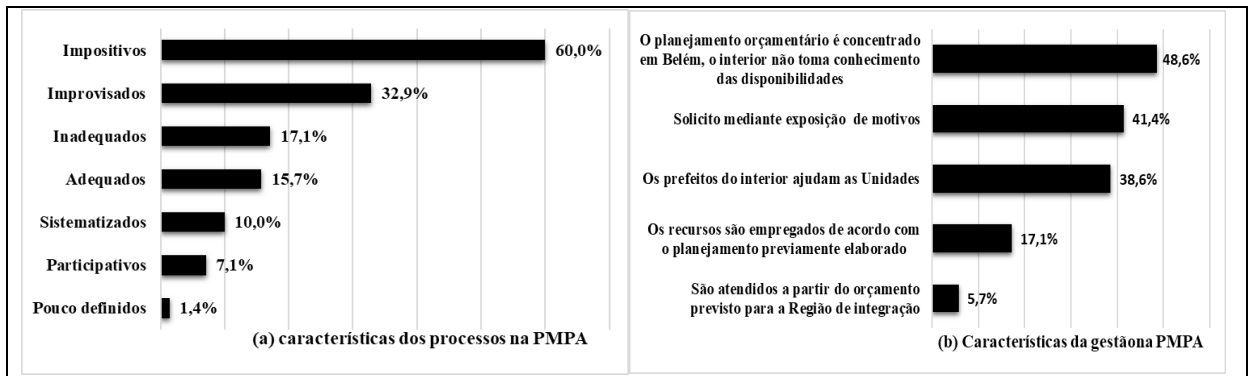 Impositivos
60,0%
Improvisados
32,9%
Inadequados
17,1%
Adequados
15,7%
Sistematizados
10,0%
Participativos
7,1%
Pouco definidos
1,4%
(a) características dos processos na PMPA
O planejamento orçamentário é concentrado
em Belém, o interior não toma conhecimento
das disponibilidades
48,6%
Solicito mediante exposição de motivos
41,4%
Os prefeitos do interior ajudam as Unidades
38,6%
Os recursos são empregados de acordo com
o planejamento previamente elaborado
17,1%
São atendidos a partir do orçamento
previsto para a Região de integração
5,7%
(b) Características da gestãona PMPA